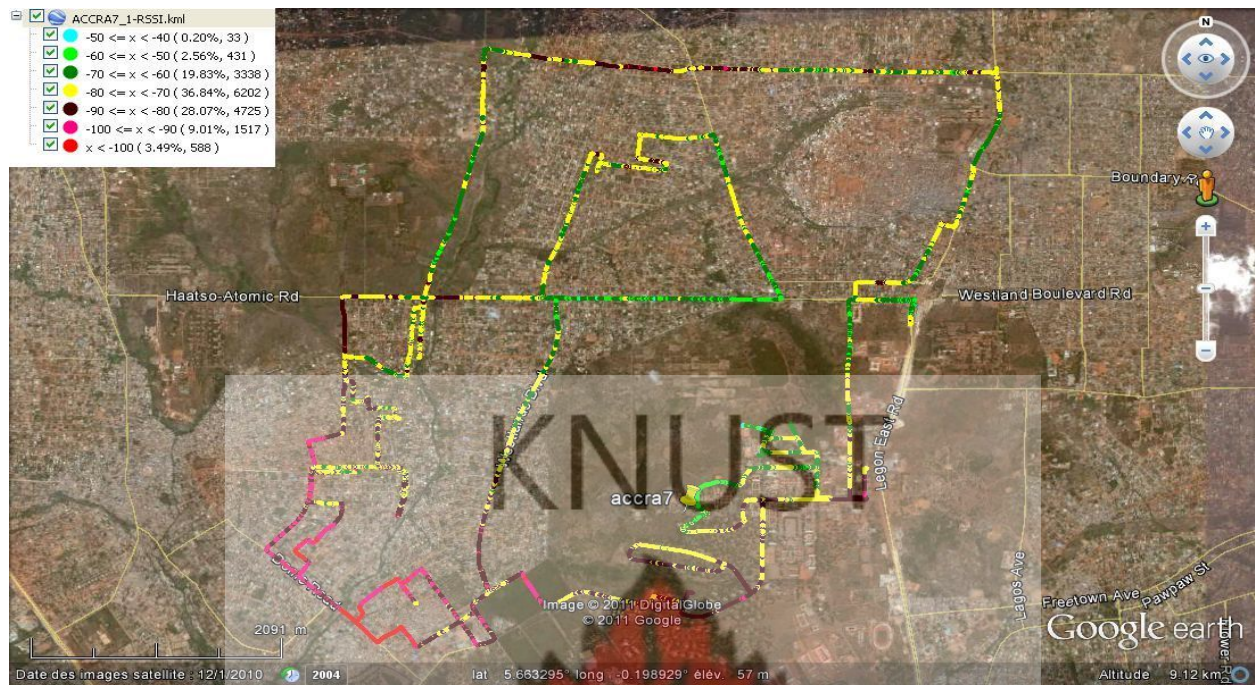 ACCRA7_1-RSSI.kml
-50 <= x < -40 ( 0.20%, 33 )
-60 <= x < -50 ( 2.56%, 431 )
-70 <= x < -60 ( 19.83%, 3338 )
-80 <= x < -70 ( 36.84%, 6202 )
-90 <= x < -80 ( 28.07%, 4725 )
-100 <= x < -90 ( 9.01%, 1517 )
x < -100 ( 3.49%, 588 )
N
Boundary
Haatso-Atomic Rd
Westland Boulevard Rd
KNUST
Legon East Rd
accra7
Lagos Ave
Freetown Ave
Pawpaw St
Image © 2011 DigitalGlobe
© 2011 Google
2091 m
Google earth
Date des images satellite : 12/1/2010
2004
lat 5.663295° long -0.198929° élév. 57 m
Altitude 9.12 km